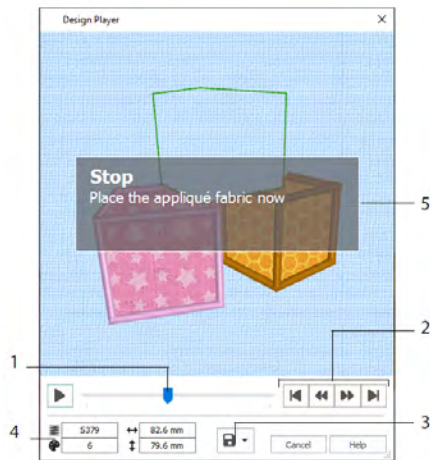 Design Player
Stop
Place the appliqué fabric now
5
2
1
3
4
5379
82.6 mm
6
79.6 mm
Cancel
Help